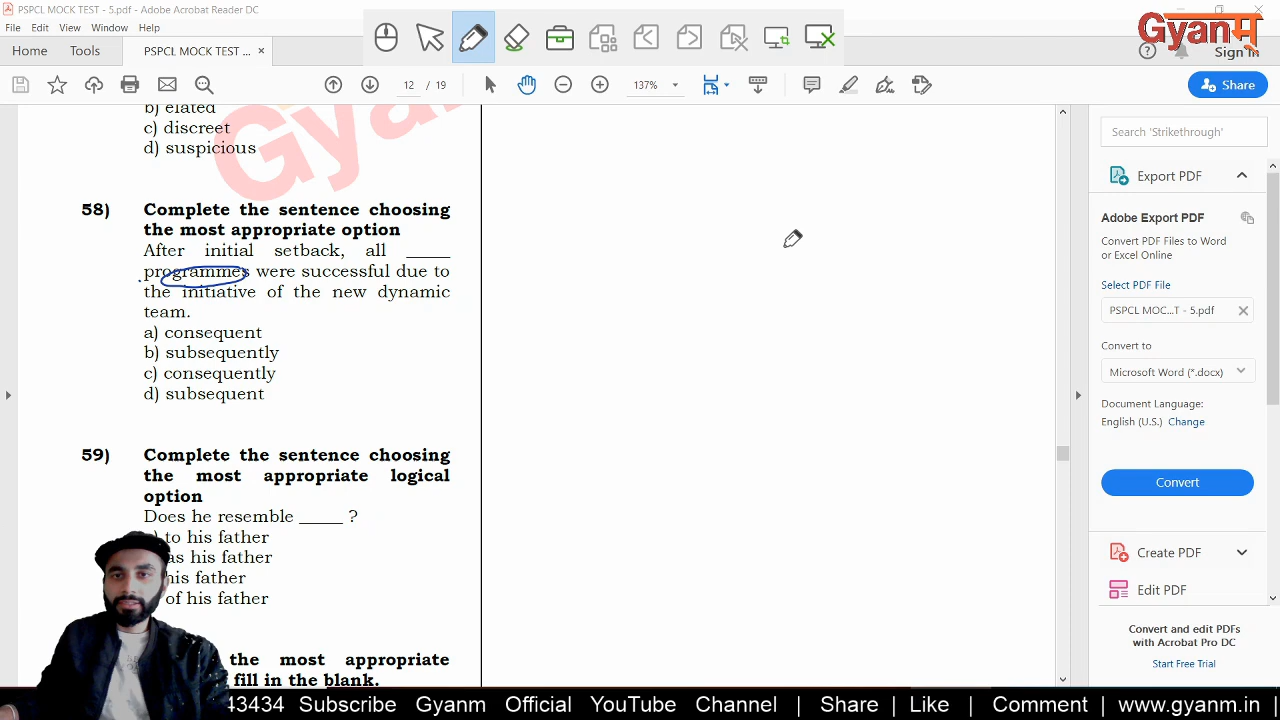 PSPCL MOCK TEST - 5.pdf - Adobe Acrobat Reader DC
File Edit View Window Help
Home Tools PSPCL MOCK TEST ... ×
Sign In
Gyanम्
12 / 19 137% Share
b) elated
c) discreet
d) suspicious
Gyanm
58) Complete the sentence choosing
the most appropriate option
After initial setback, all _____
programmes were successful due to
the initiative of the new dynamic
team.
a) consequent
b) subsequently
c) consequently
d) subsequent
59) Complete the sentence choosing
the most appropriate logical
option
Does he resemble _____ ?
to his father
as his father
his father
of his father
the most appropriate
fill in the blank.
Search 'Strikethrough'
Export PDF
Adobe Export PDF
Convert PDF Files to Word
or Excel Online
Select PDF File
PSPCL MOC...T - 5.pdf
Convert to
Microsoft Word (*.docx)
Document Language:
English (U.S.) Change
Convert
Create PDF
Edit PDF
Convert and edit PDFs
with Acrobat Pro DC
Start Free Trial
43434 Subscribe Gyanm Official YouTube Channel | Share | Like | Comment | www.gyanm.in |